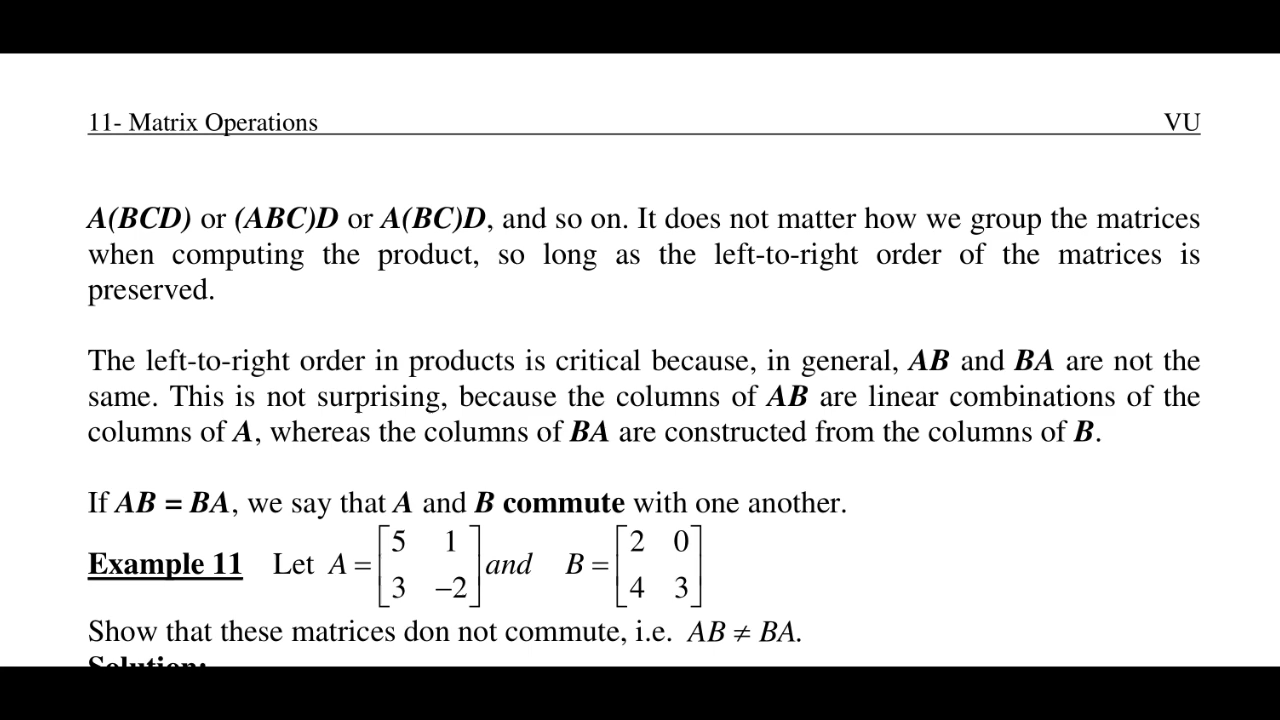 11- Matrix Operations VU
A(BCD) or (ABC)D or A(BC)D, and so on. It does not matter how we group the matrices
when computing the product, so long as the left-to-right order of the matrices is
preserved.
The left-to-right order in products is critical because, in general, AB and BA are not the
same. This is not surprising, because the columns of AB are linear combinations of the
columns of A, whereas the columns of BA are constructed from the columns of B.
If AB = BA, we say that A and B commute with one another.
Example 11 Let A = [5 1; 3 −2] and B = [2 0; 4 3]
Show that these matrices don not commute, i.e. AB ≠ BA.
Solution: